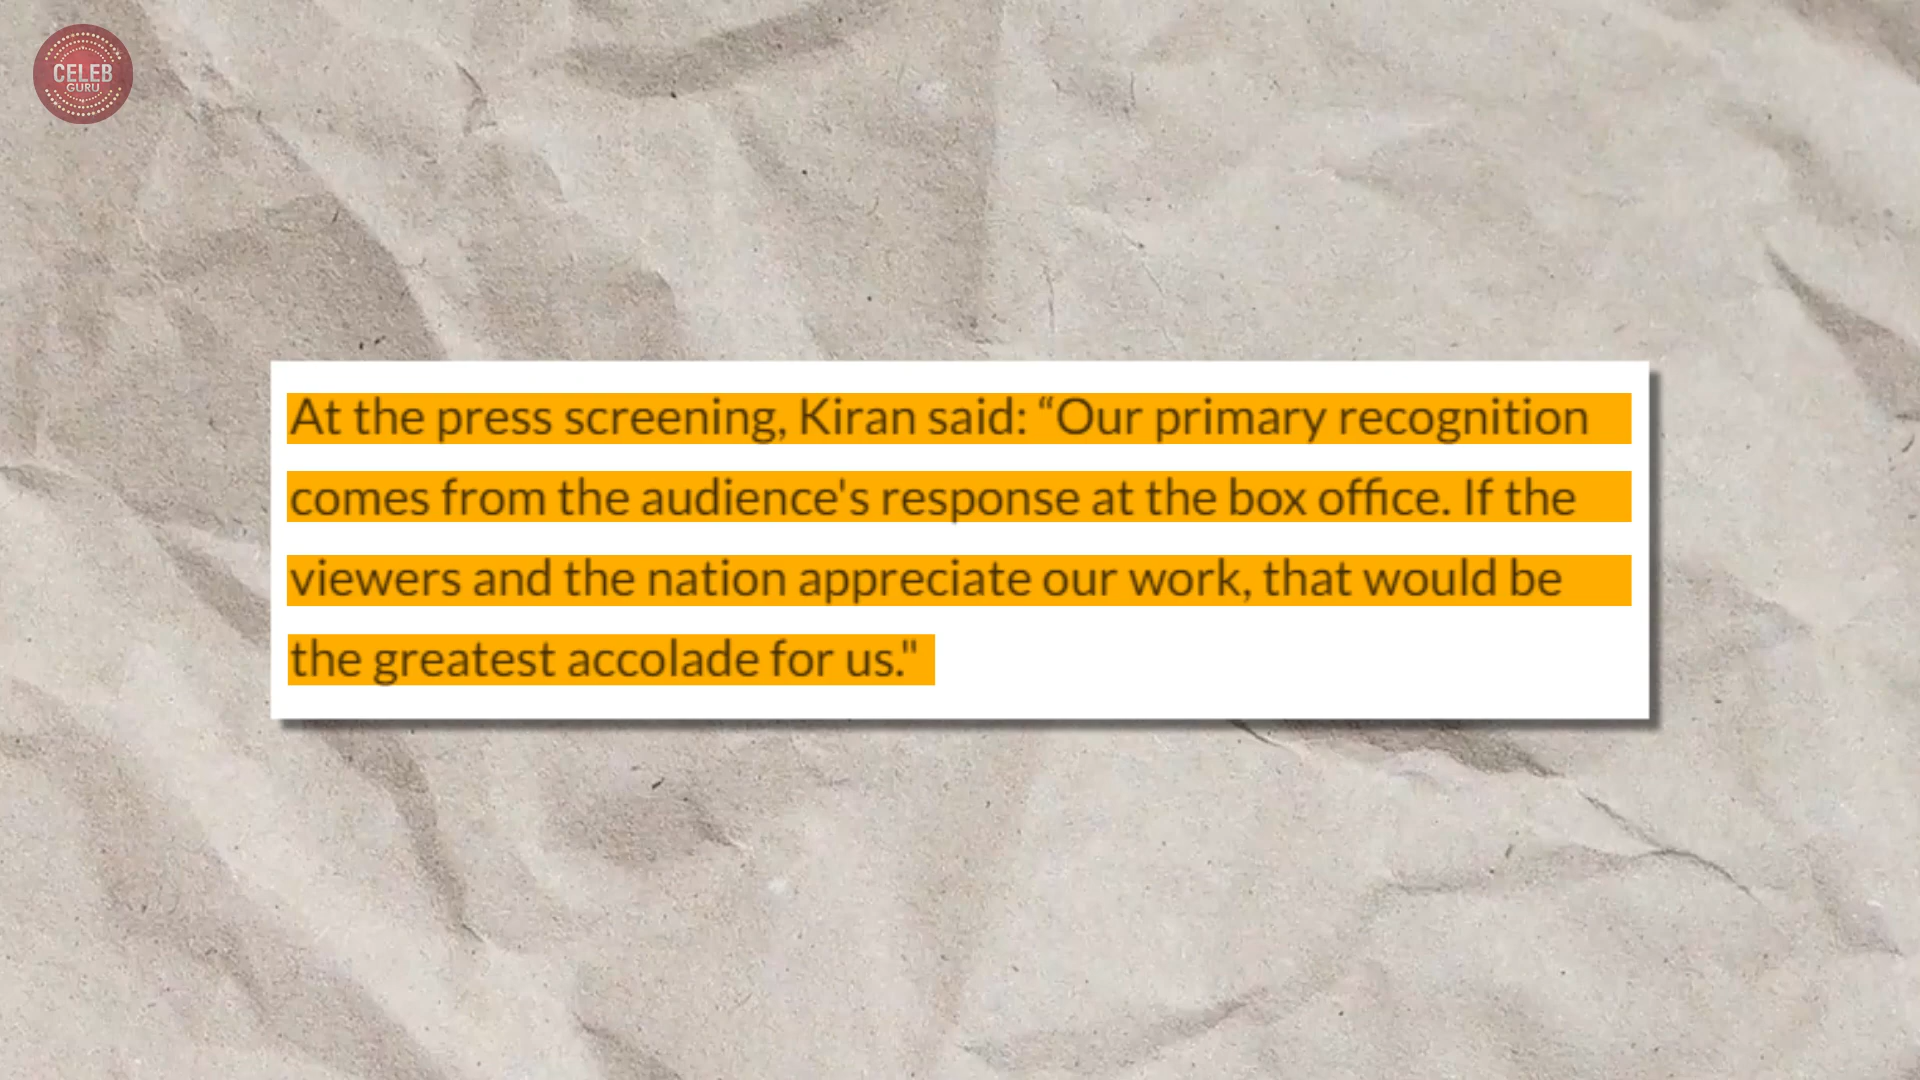 CELEB
GURU
At the press screening, Kiran said: “Our primary recognition
comes from the audience's response at the box office. If the
viewers and the nation appreciate our work, that would be
the greatest accolade for us."